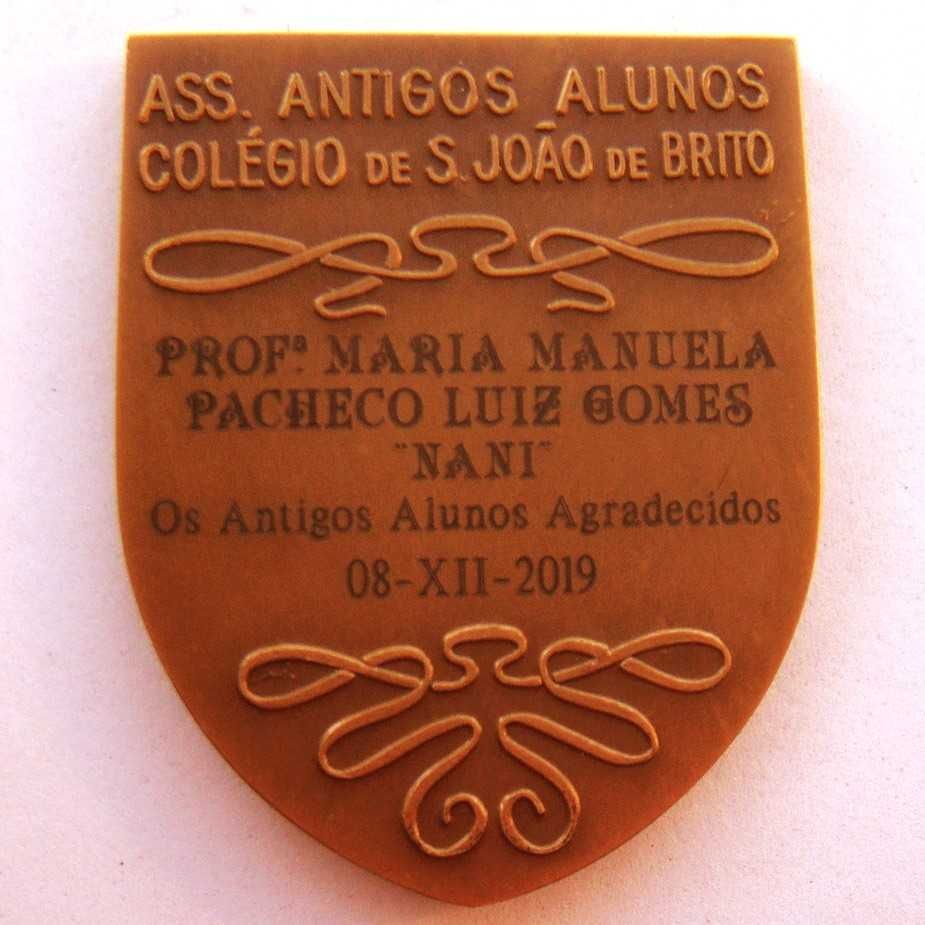 ASS. ANTIGOS ALUNOS
COLÉGIO DE S. JOÃO DE BRITO
PROFª. MARIA MANUELA
PACHECO LUIZ GOMES
"NANI"
Os Antigos Alunos Agradecidos
08-XII-2019